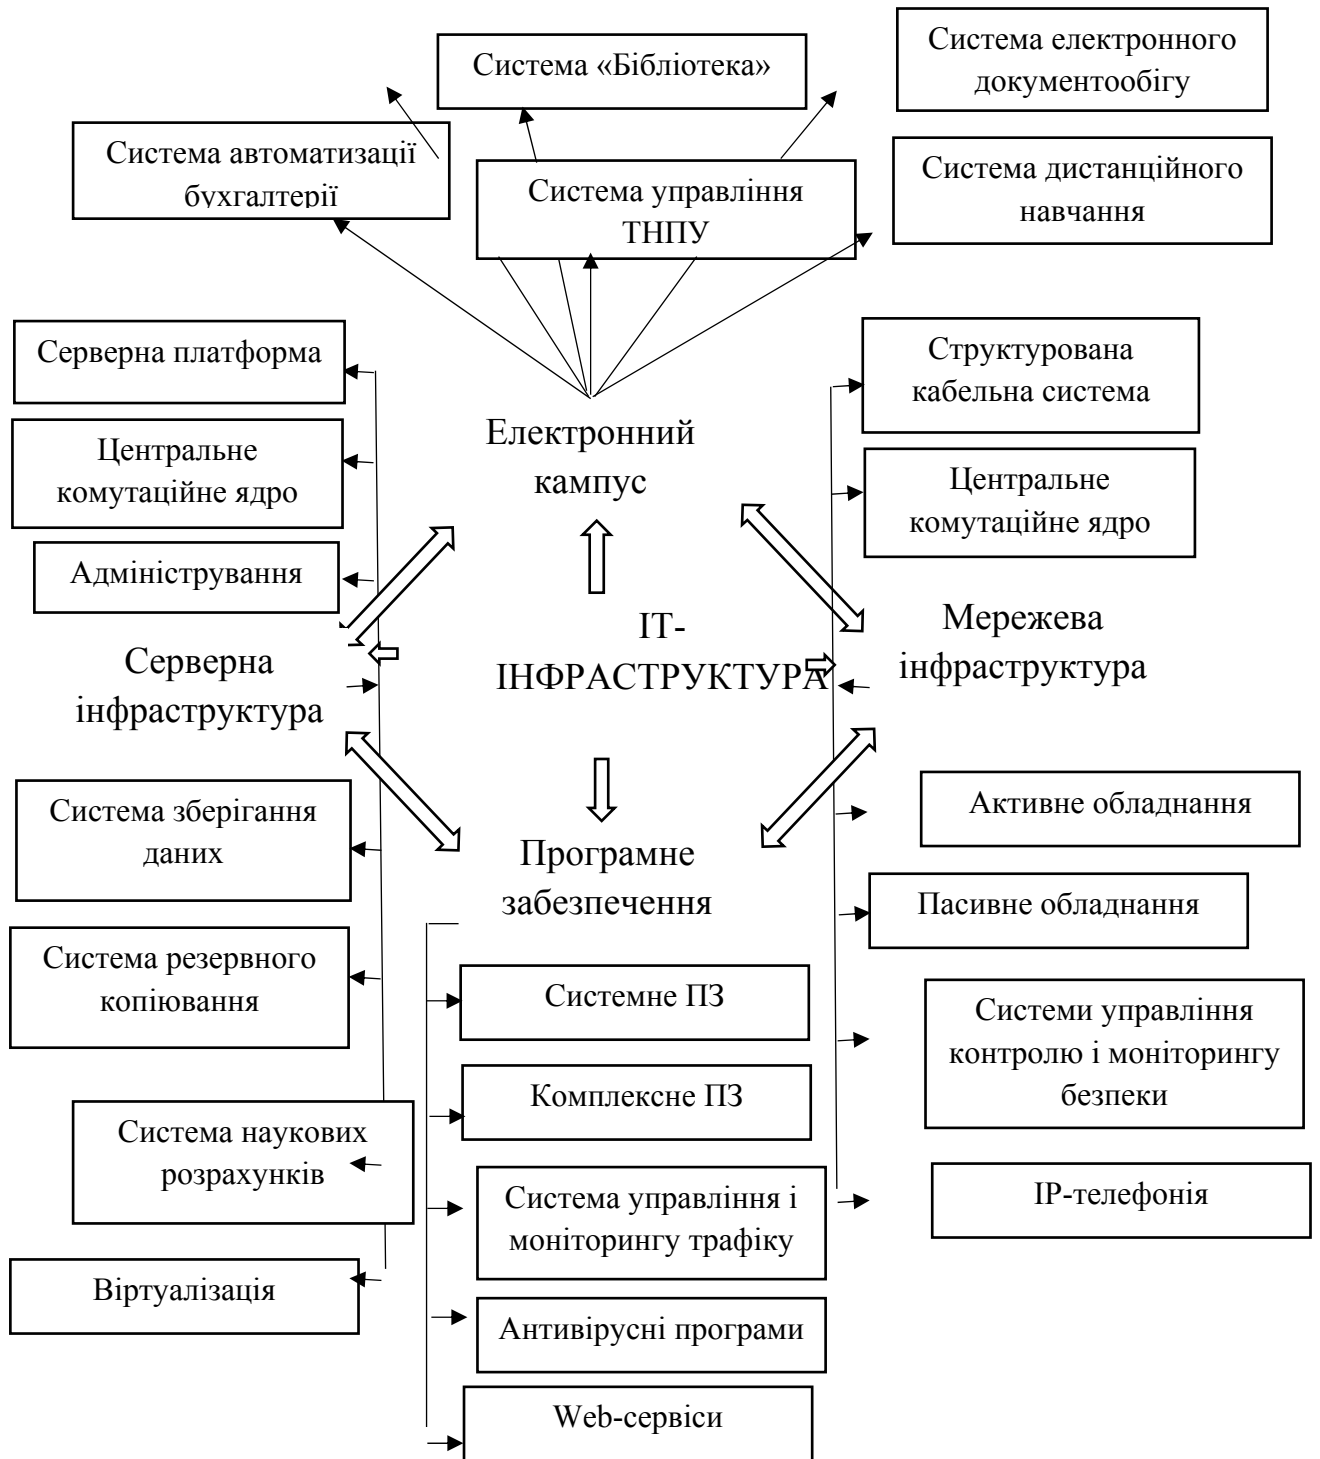 Система «Бібліотека»
Система електронного
документообігу
Система автоматизації
бухгалтерії
Система управління
ТНПУ
Система дистанційного
навчання
Серверна платформа
Центральне
комутаційне ядро
Адміністрування
Серверна
інфраструктура
Система зберігання
даних
Система резервного
копіювання
Система наукових
розрахунків
Віртуалізація
Електронний
кампус
ІТ-
ІНФРАСТРУКТУРА
Програмне
забезпечення
Системне ПЗ
Комплексне ПЗ
Система управління і
моніторингу трафіку
Антивірусні програми
Web-сервіси
Структурована
кабельна система
Центральне
комутаційне ядро
Мережева
інфраструктура
Активне обладнання
Пасивне обладнання
Системи управління
контролю і моніторингу
безпеки
ІР-телефонія